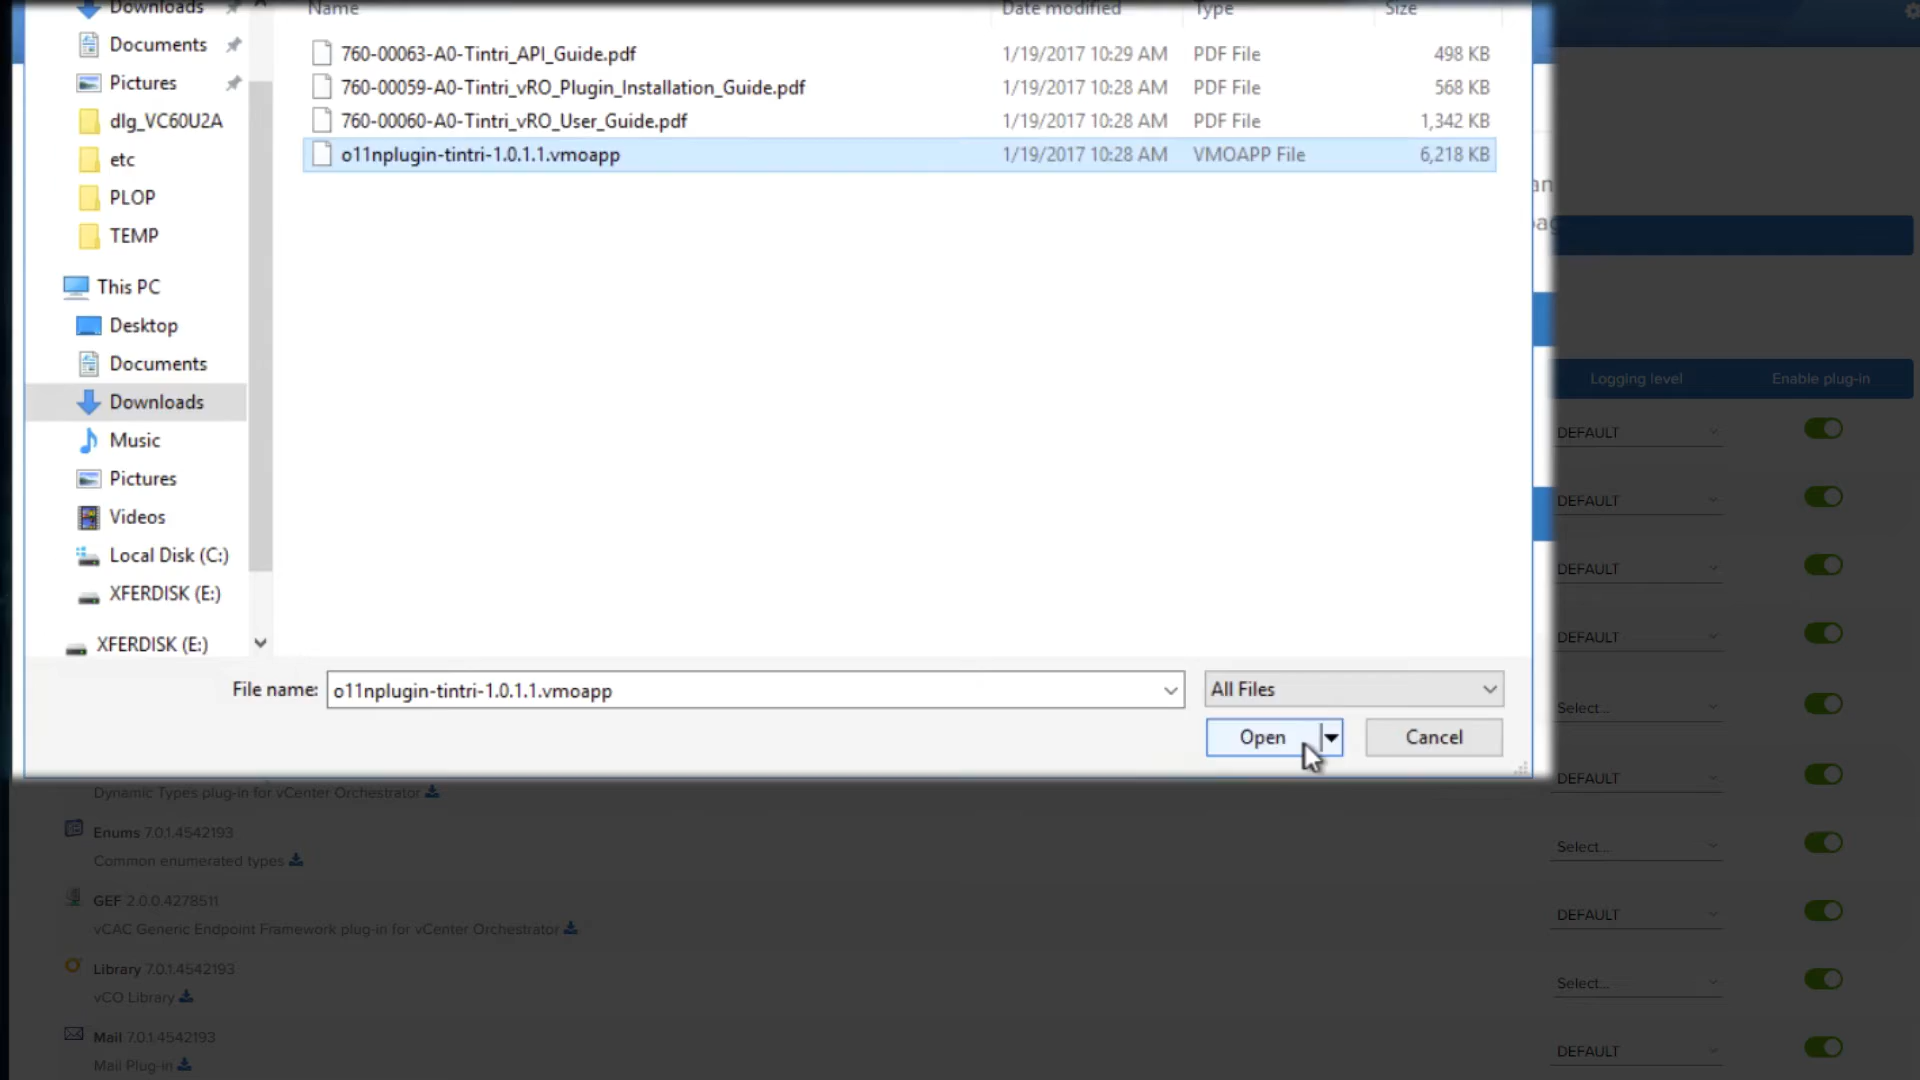 Downloads
Documents
Pictures
dlg_VC60U2A
etc
PLOP
TEMP
This PC
Desktop
Documents
Downloads
Music
Pictures
Videos
Local Disk (C:)
XFERDISK (E:)
XFERDISK (E:)
Name Date modified Type Size
760-00063-A0-Tintri_API_Guide.pdf 1/19/2017 10:29 AM PDF File 498 KB
760-00059-A0-Tintri_vRO_Plugin_Installation_Guide.pdf 1/19/2017 10:28 AM PDF File 568 KB
760-00060-A0-Tintri_vRO_User_Guide.pdf 1/19/2017 10:28 AM PDF File 1,342 KB
o11nplugin-tintri-1.0.1.1.vmoapp 1/19/2017 10:28 AM VMOAPP File 6,218 KB
File name: o11nplugin-tintri-1.0.1.1.vmoapp All Files
Open Cancel
Logging level Enable plug-in
DEFAULT
DEFAULT
DEFAULT
DEFAULT
Select...
DEFAULT
Dynamic Types plug-in for vCenter Orchestrator
Enums 7.0.1.4542193
Common enumerated types
Select...
GEF 2.0.0.4278511
vCAC Generic Endpoint Framework plug-in for vCenter Orchestrator
DEFAULT
Library 7.0.1.4542193
vCO Library
Select...
Mail 7.0.1.4542193
Mail Plug-in
DEFAULT